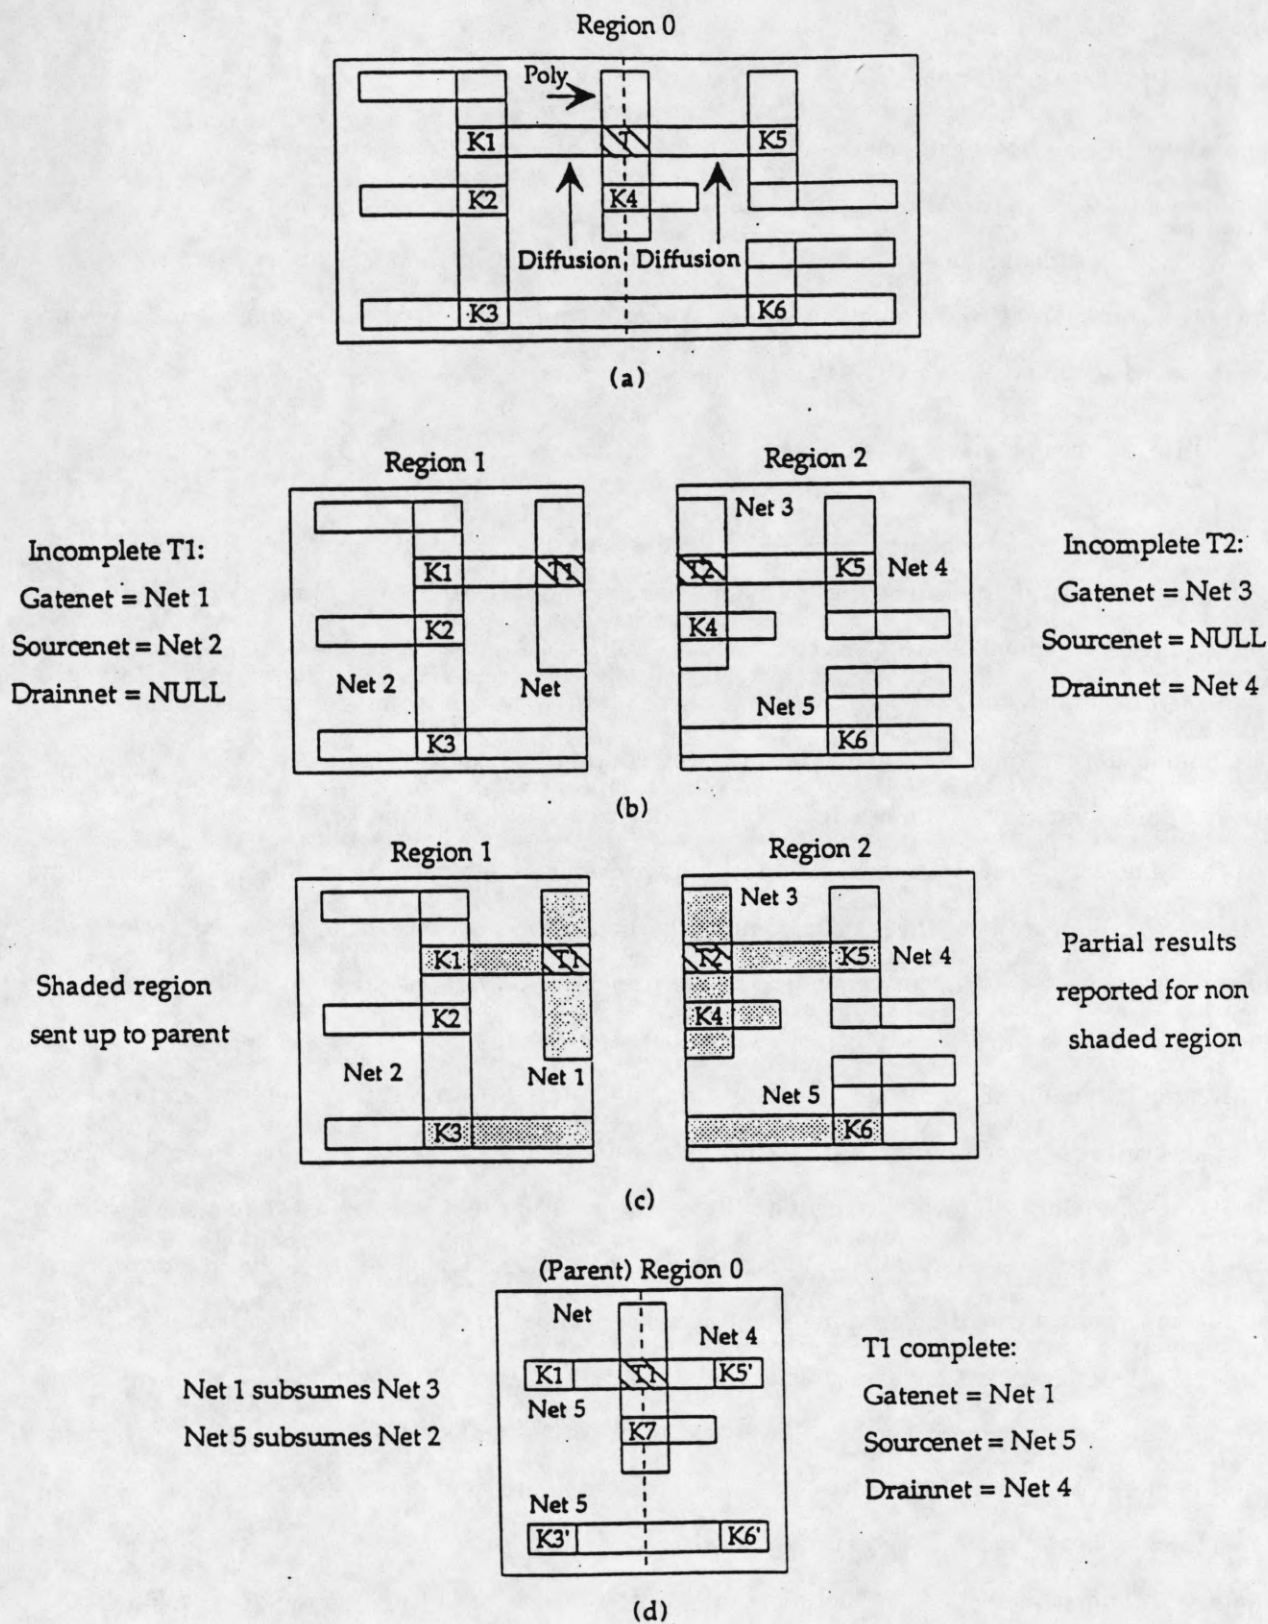 Region 0
Poly
K1
T
K5
K2
K4
Diffusion
Diffusion
K3
K6
(a)
Region 1
Region 2
Incomplete T1:
Gatenet = Net 1
Sourcenet = Net 2
Drainnet = NULL
K1
T1
K2
Net 2
Net
K3
Net 3
T2
K5
Net 4
K4
Net 5
K6
Incomplete T2:
Gatenet = Net 3
Sourcenet = NULL
Drainnet = Net 4
(b)
Region 1
Region 2
Shaded region
sent up to parent
K1
T1
K2
Net 2
Net 1
K3
Net 3
T2
K5
Net 4
K4
Net 5
K6
Partial results
reported for non
shaded region
(c)
(Parent) Region 0
Net 1 subsumes Net 3
Net 5 subsumes Net 2
Net
Net 4
K1
T1
K5'
Net 5
K7
Net 5
K3'
K6'
T1 complete:
Gatenet = Net 1
Sourcenet = Net 5
Drainnet = Net 4
(d)